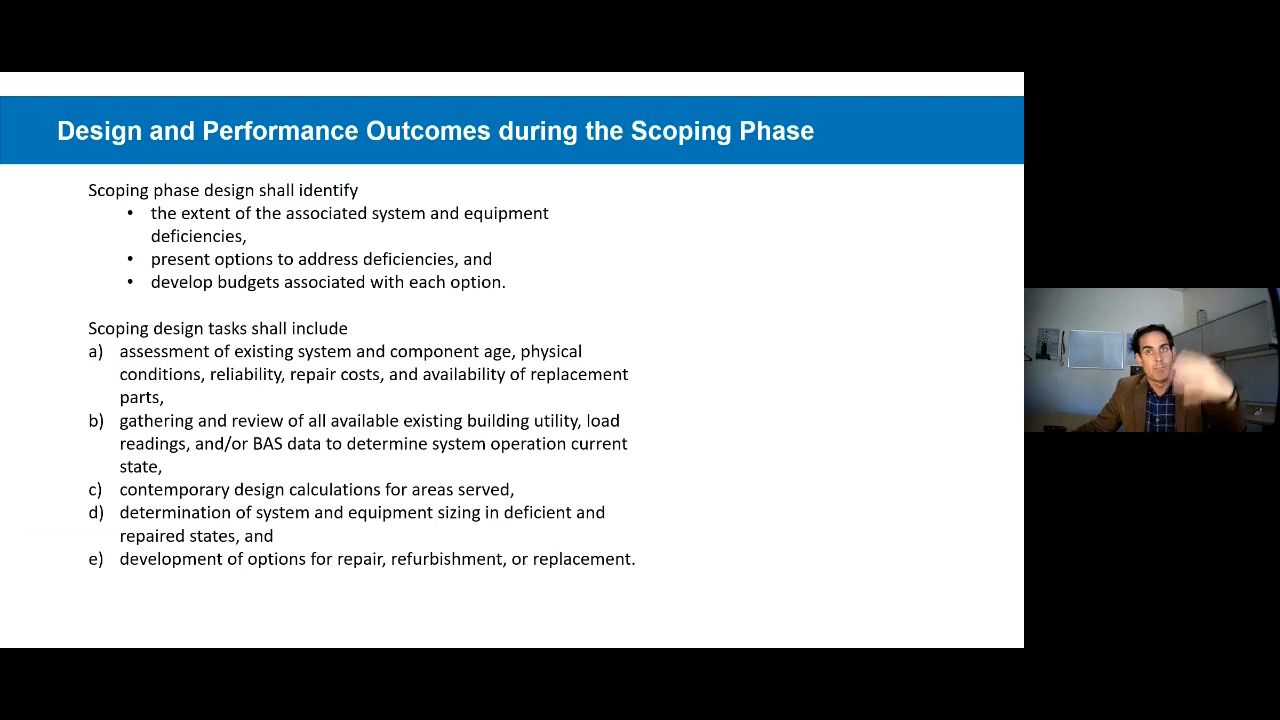 Design and Performance Outcomes during the Scoping Phase
Scoping phase design shall identify
• the extent of the associated system and equipment
deficiencies,
• present options to address deficiencies, and
• develop budgets associated with each option.
Scoping design tasks shall include
a) assessment of existing system and component age, physical
conditions, reliability, repair costs, and availability of replacement
parts,
b) gathering and review of all available existing building utility, load
readings, and/or BAS data to determine system operation current
state,
c) contemporary design calculations for areas served,
d) determination of system and equipment sizing in deficient and
repaired states, and
e) development of options for repair, refurbishment, or replacement.